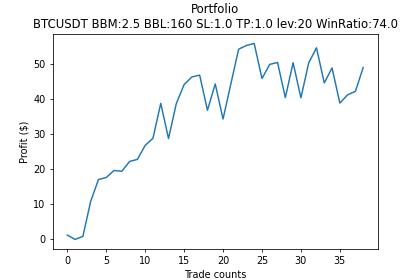 Portfolio
BTCUSDT BBM:2.5 BBL:160 SL:1.0 TP:1.0 lev:20 WinRatio:74.0
50
40
30
20
10
0
Profit ($)
0 5 10 15 20 25 30 35
Trade counts